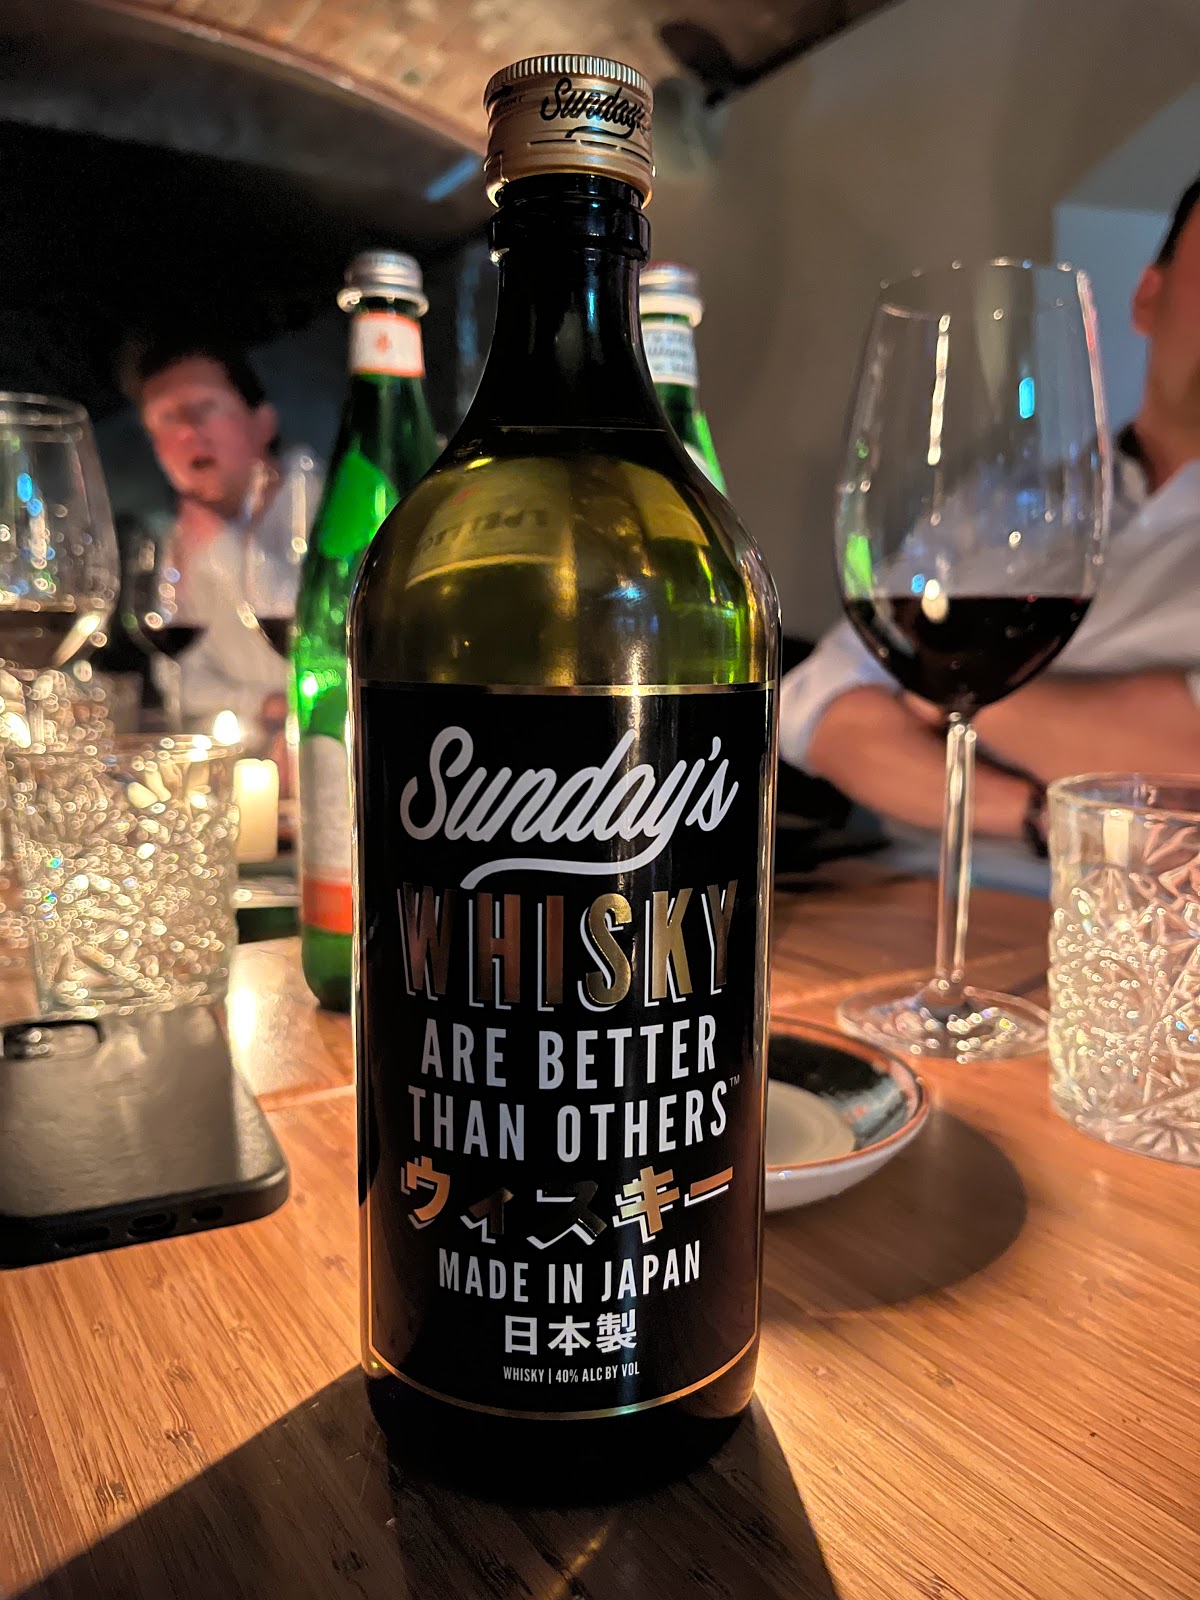 Sunday's
Sunday's
WHISKY
ARE BETTER
THAN OTHERS™
ウィスキー
MADE IN JAPAN
日本製
WHISKY | 40% ALC BY VOL